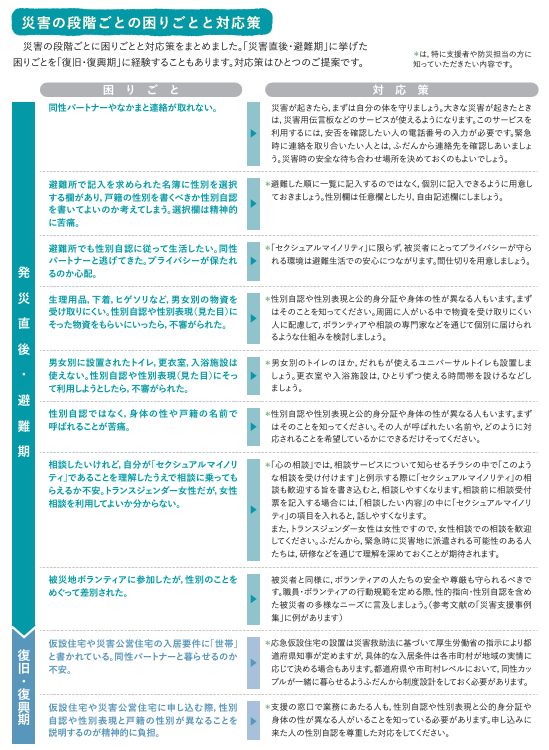 災害の段階ごとの困りごとと対応策
災害の段階ごとに困りごとと対応策をまとめました。「災害直後・避難期」に挙げた
困りごとを「復旧・復興期」に経験することもあります。対応策はひとつのご提案です。
＊は、特に支援者や防災担当の方に
知っていただきたい内容です。
困りごと
対応策
発災直後・避難期
同性パートナーやなかまと連絡が取れない。
災害が起きたら、まずは自分の体を守りましょう。大きな災害が起きたとき
は、災害用伝言板などのサービスが使えるようになります。このサービスを
利用するには、安否を確認したい人の電話番号の入力が必要です。緊急
時に連絡を取り合いたい人とは、ふだんから連絡先を確認しあいましょ
う。災害時の安全な待ち合わせ場所を決めておくのもよいでしょう。
避難所で記入を求められた名簿に性別を選択
する欄があり、戸籍の性別を書くべきか性別自認
を書いてよいのか考えてしまう。選択欄は精神的
に苦痛。
＊避難した順に一覧に記入するのではなく、個別に記入できるように用意し
ておきましょう。性別欄は任意欄としたり、自由記述欄にしましょう。
避難所でも性別自認に従って生活したい。同性
パートナーと逃げてきた。プライバシーが保たれ
るのか心配。
＊「セクシュアルマイノリティ」に限らず、被災者にとってプライバシーが守ら
れる環境は避難生活での安心につながります。間仕切りを用意しましょう。
生理用品、下着、ヒゲソリなど、男女別の物資を
受け取りにくい。性別自認や性別表現（見た目）に
そった物資をもらいにいったら、不審がられた。
＊性別自認や性別表現と公的身分証や身体の性が異なる人もいます。まず
はそのことを知ってください。周囲に人がいる中で物資を受け取りにくい
人に配慮して、ボランティアや相談の専門家などを通じて個別に届けられ
るような仕組みを検討しましょう。
男女別に設置されたトイレ、更衣室、入浴施設は
使えない。性別自認や性別表現（見た目）にそっ
て利用しようとしたら、不審がられた。
＊男女別のトイレのほか、だれもが使えるユニバーサルトイレも設置しま
しょう。更衣室や入浴施設は、ひとりずつ使える時間帯を設けるなどし
ましょう。
性別自認ではなく、身体の性や戸籍の名前で
呼ばれることが苦痛。
＊性別自認や性別表現と公的身分証や身体の性が異なる人もいます。まず
はそのことを知ってください。その人が呼ばれたい名前や、どのように対
応されることを希望しているかにできるだけそってください。
相談したいけれど、自分が「セクシュアルマイノリ
ティ」であることを理解したうえで相談に乗っても
らえるか不安。トランスジェンダー女性だが、女性
相談を利用してよいか分からない。
＊「心の相談」では、相談サービスについて知らせるチラシの中で「このよう
な相談を受け付けます」と例示する際に「セクシュアルマイノリティ」の相
談も歓迎する旨を書き込むと、相談しやすくなります。相談前に相談受付
票を記入する場合には、「相談したい内容」の中に「セクシュアルマイノリ
ティ」の項目を入れると、話しやすくなります。
また、トランスジェンダー女性は女性ですので、女性相談での相談を歓迎
してください。ふだんから、緊急時に災害地に派遣される可能性のある人
たちは、研修などを通じて理解を深めておくことが期待されます。
被災地ボランティアに参加したが、性別のことを
めぐって差別された。
被災者と同様に、ボランティアの人たちの安全や尊厳も守られるべきで
す。職員・ボランティアの行動規範を定める際、性的指向・性別自認を含め
た被災者の多様なニーズに言及しましょう。（参考文献の「災害支援事例
集」に例があります）
復旧・復興期
仮設住宅や災害公営住宅の入居要件に「世帯」
と書かれている。同性パートナーと暮らせるのか
不安。
＊応急仮設住宅の設置は災害救助法に基づいて厚生労働省の指示により都
道府県知事が定めますが、具体的な入居条件は各市町村が地域の実情に
応じて決める場合もあります。都道府県や市町村レベルにおいて、同性カッ
プルが一緒に暮らせるようふだんから制度設計をしておく必要があります。
仮設住宅や災害公営住宅に申し込む際、性別
自認や性別表現と戸籍の性別が異なることを
説明するのが精神的に負担。
＊支援の窓口で業務にあたる人も、性別自認や性別表現と公的身分証や
身体の性が異なる人がいることを知っている必要があります。申し込みに
来た人の性別自認を尊重した対応をしてください。